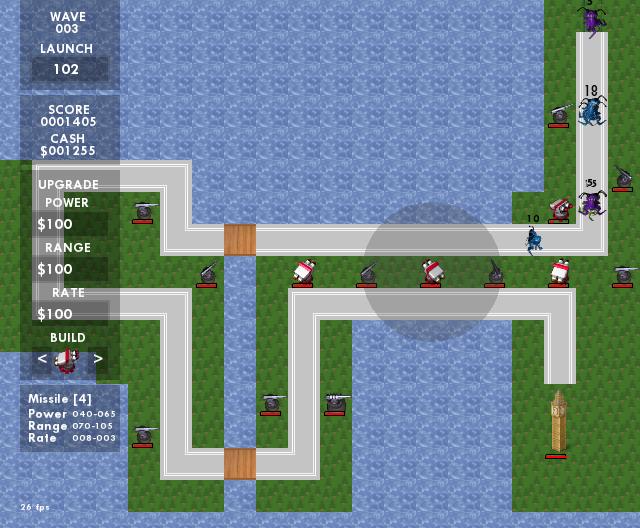 WAVE
003
LAUNCH
102
SCORE
0001405
CASH
$001255
UPGRADE
POWER
$100
RANGE
$100
RATE
$100
BUILD
< >
Missile [4]
Power 040-065
Range 070-105
Rate 008-003
26 fps
5
18
10